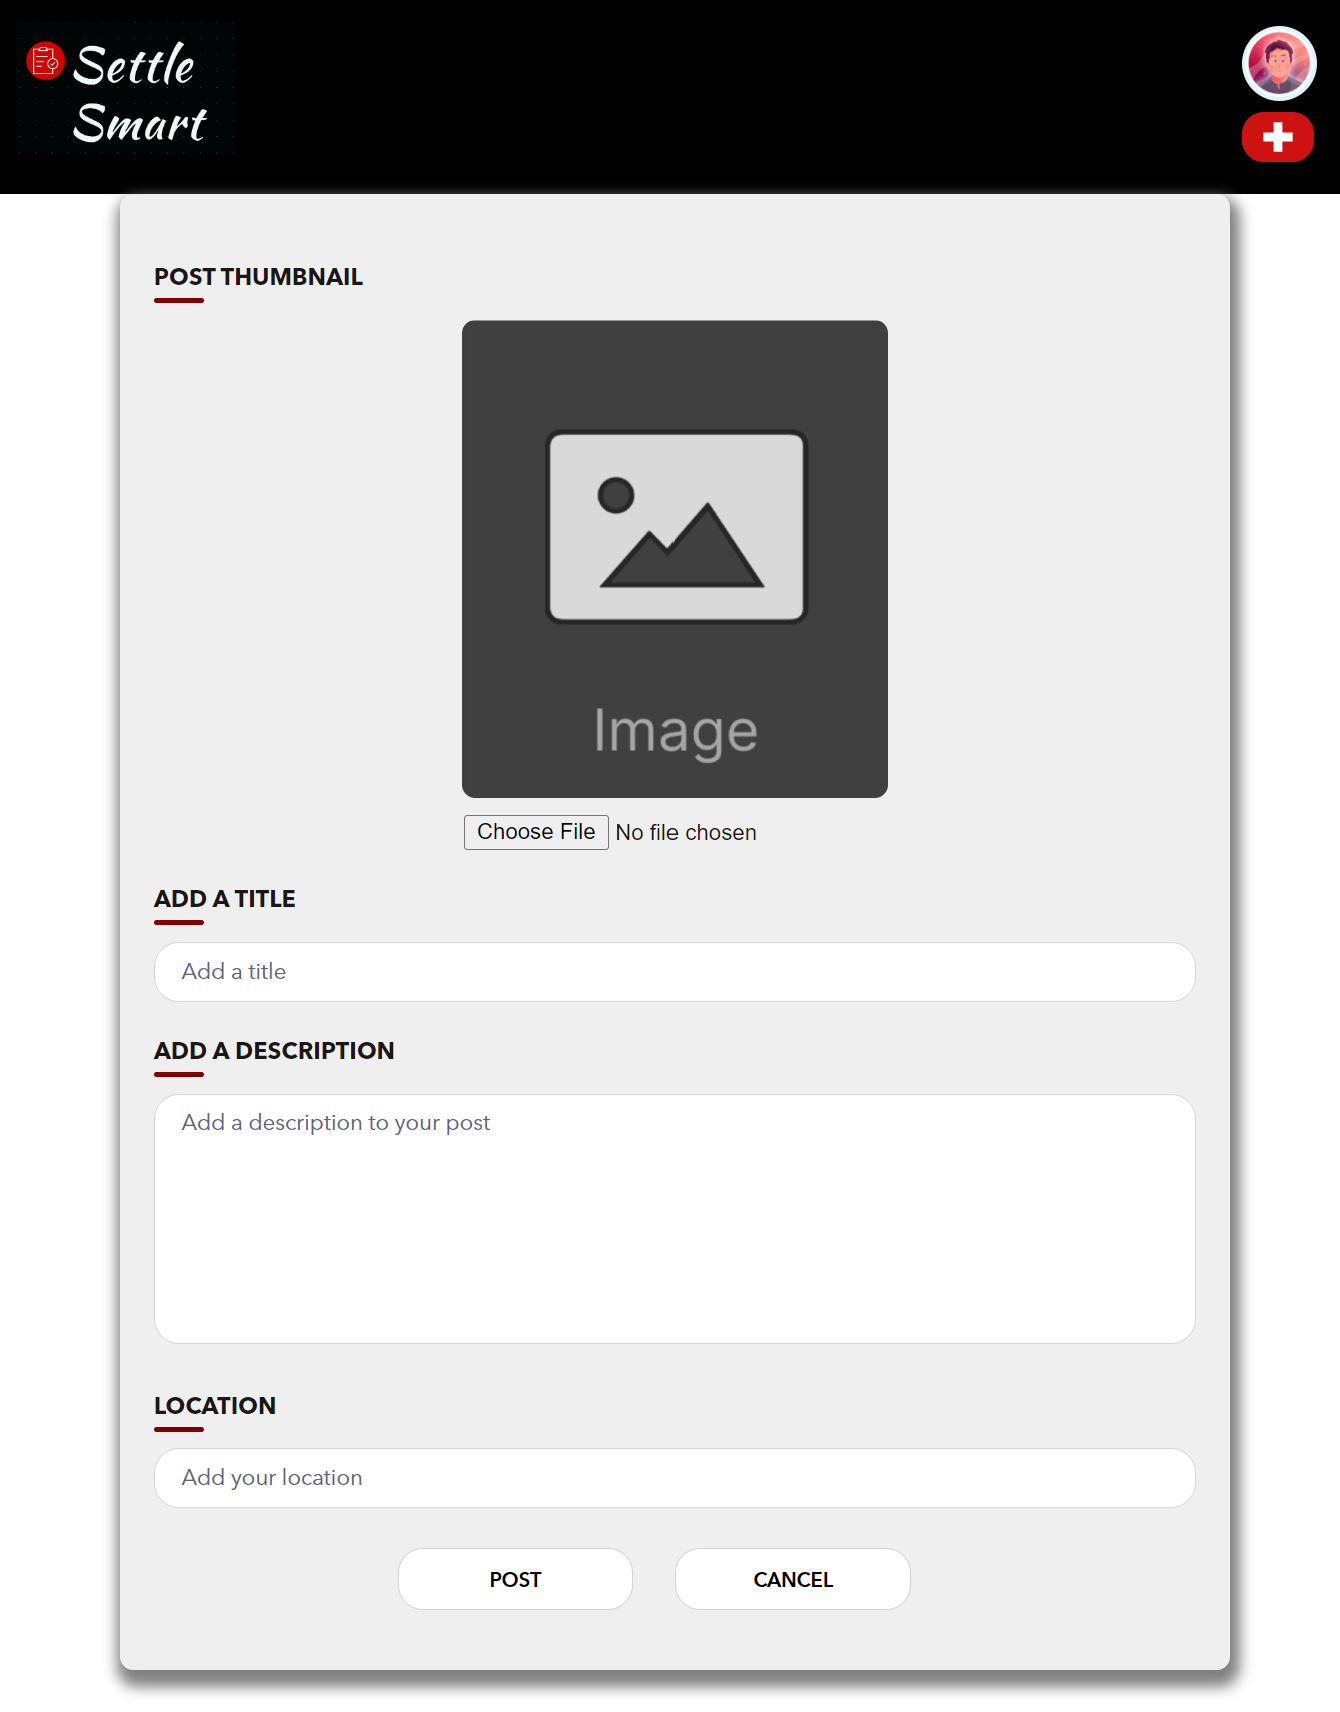 Settle
Smart
POST THUMBNAIL
Image
Choose File No file chosen
ADD A TITLE
Add a title
ADD A DESCRIPTION
Add a description to your post
LOCATION
Add your location
POST CANCEL